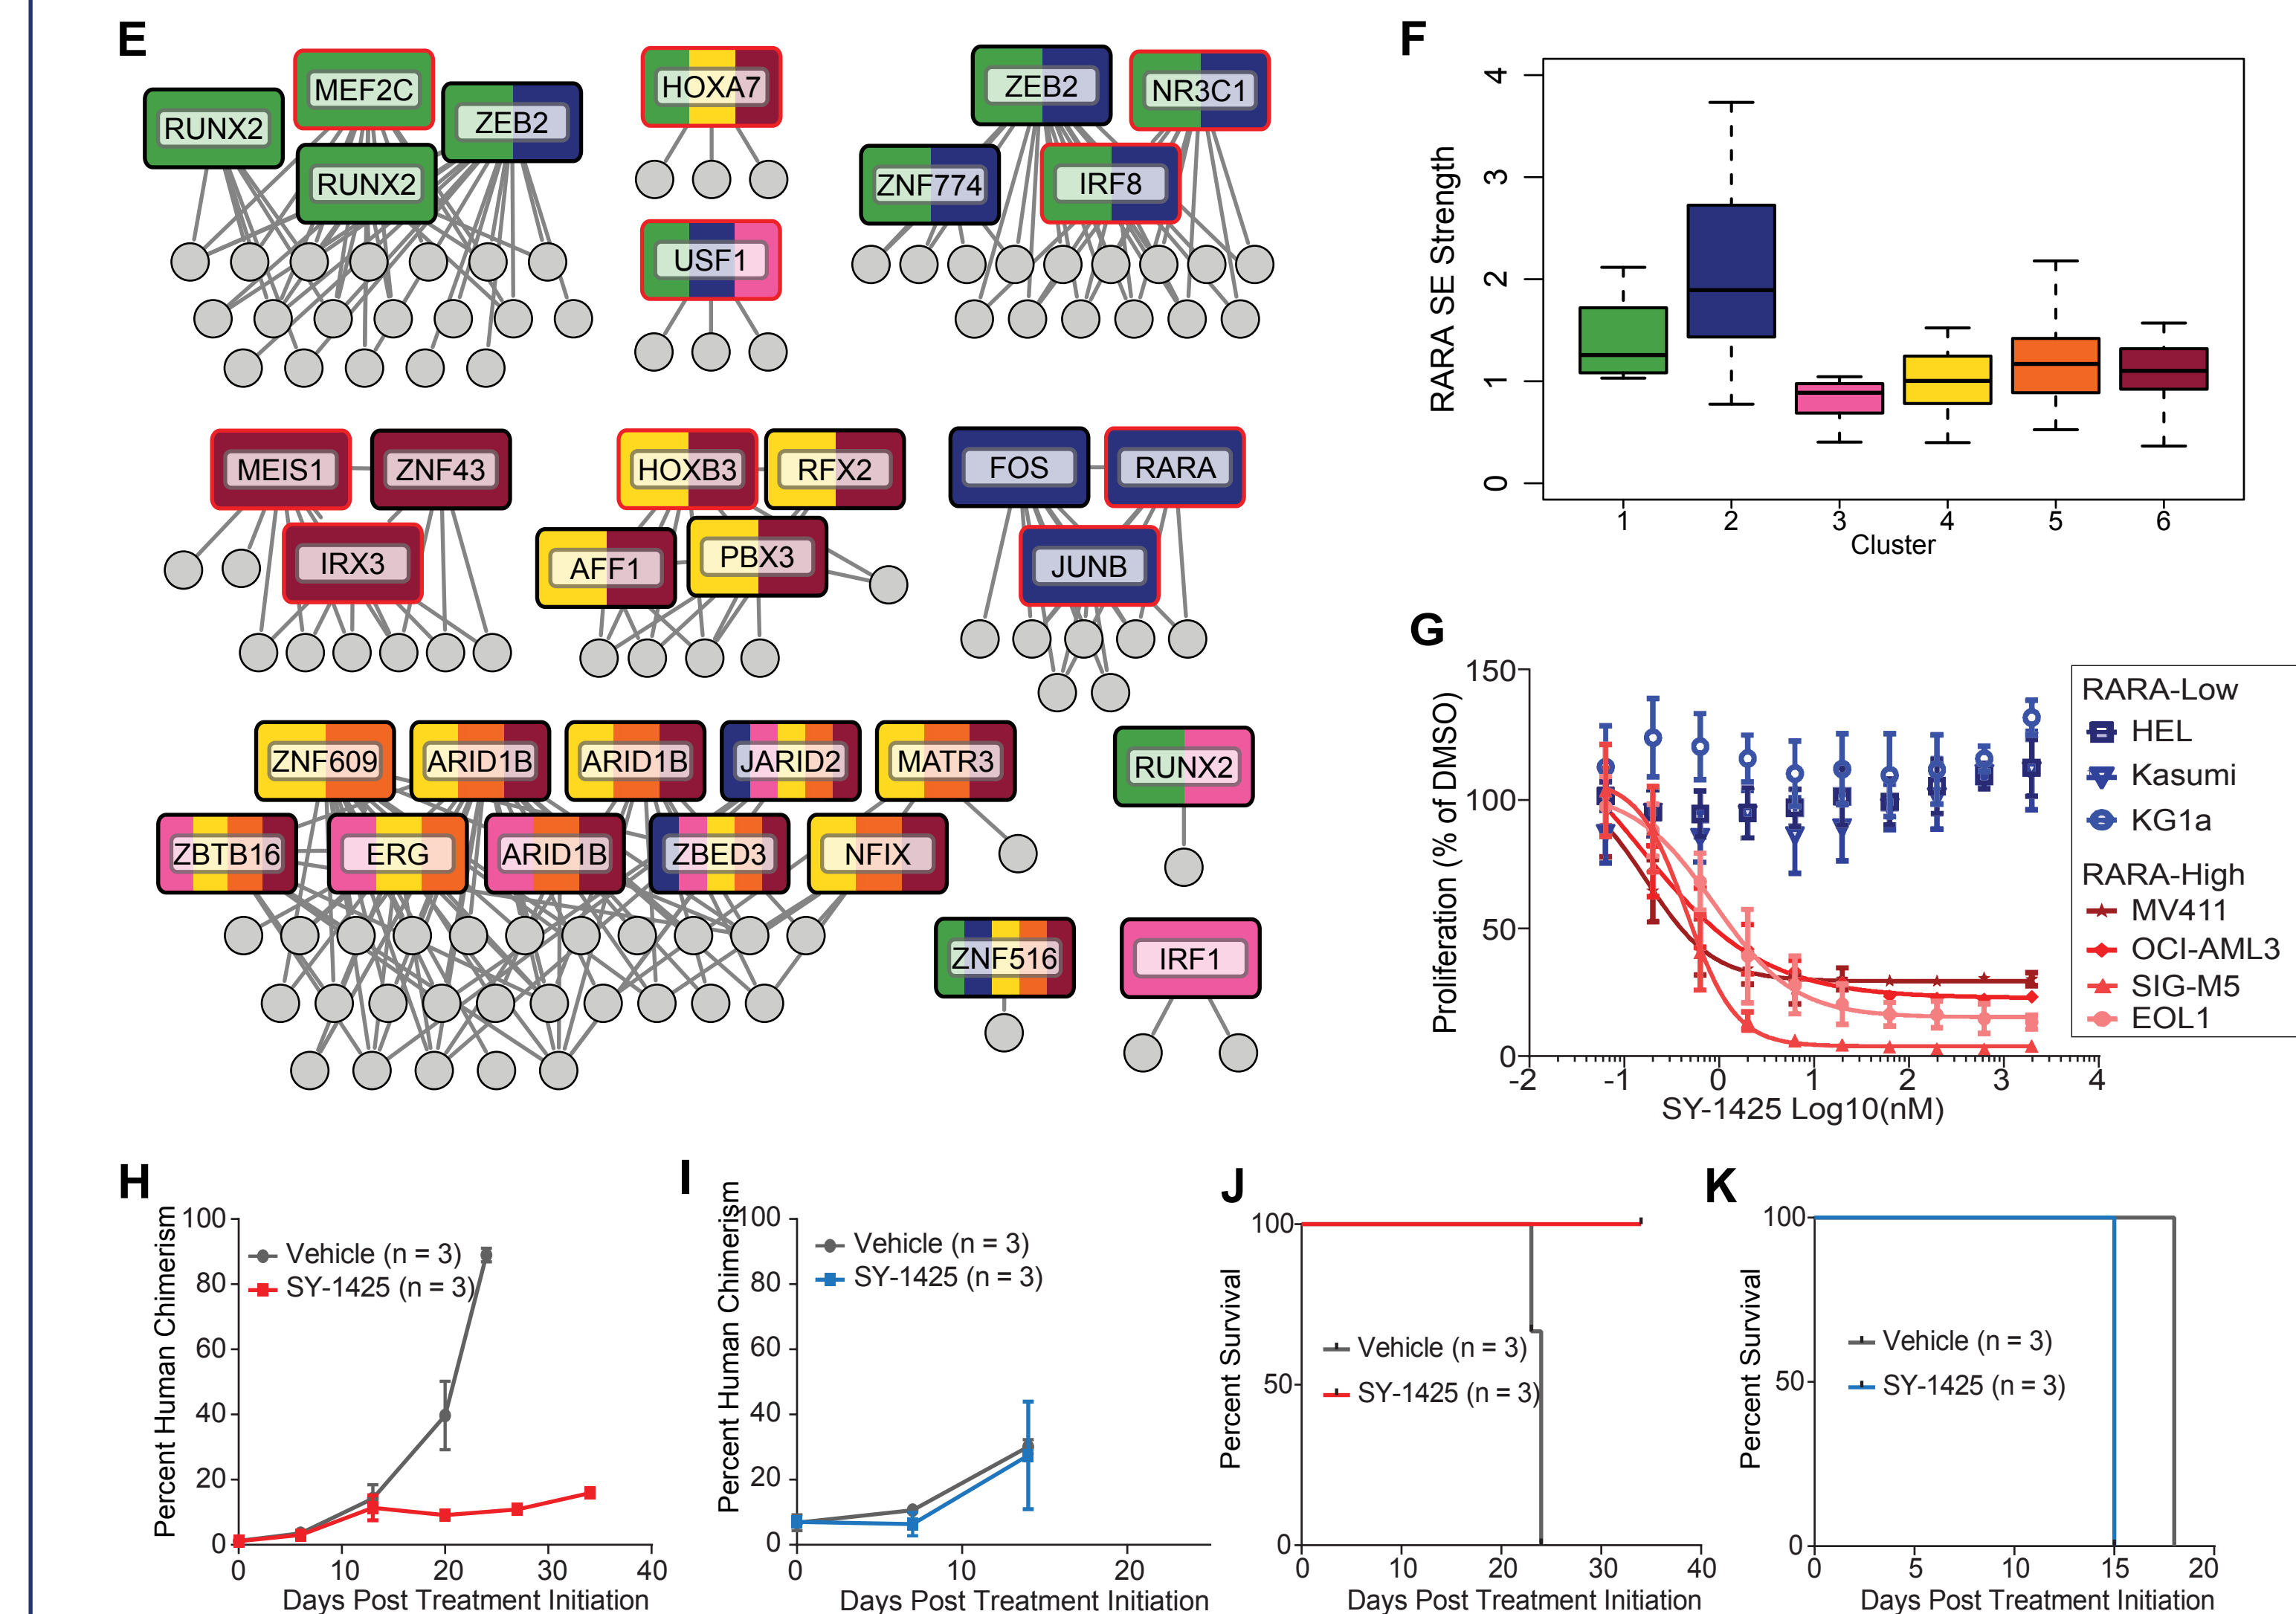 E
MEF2C
RUNX2
ZEB2
RUNX2
HOXA7
USF1
ZEB2
NR3C1
ZNF774
IRF8
MEIS1
ZNF43
IRX3
HOXB3
RFX2
AFF1
PBX3
FOS
RARA
JUNB
ZNF609
ARID1B
ARID1B
JARID2
MATR3
ZBTB16
ERG
ARID1B
ZBED3
NFIX
RUNX2
ZNF516
IRF1
F
RARA SE Strength
4
3
2
1
0
1 2 3 4 5 6
Cluster
G
Proliferation (% of DMSO)
150
100
50
0
-2 -1 0 1 2 3 4
SY-1425 Log10(nM)
RARA-Low
HEL
Kasumi
KG1a
RARA-High
MV411
OCI-AML3
SIG-M5
EOL1
H
Percent Human Chimerism
100
80
60
40
20
0
Vehicle (n = 3)
SY-1425 (n = 3)
0 10 20 30 40
Days Post Treatment Initiation
I
Percent Human Chimerism
100
80
60
40
20
0
Vehicle (n = 3)
SY-1425 (n = 3)
0 10 20
Days Post Treatment Initiation
J
Percent Survival
100
50
0
Vehicle (n = 3)
SY-1425 (n = 3)
0 10 20 30 40
Days Post Treatment Initiation
K
Percent Survival
100
50
0
Vehicle (n = 3)
SY-1425 (n = 3)
0 5 10 15 20
Days Post Treatment Initiation